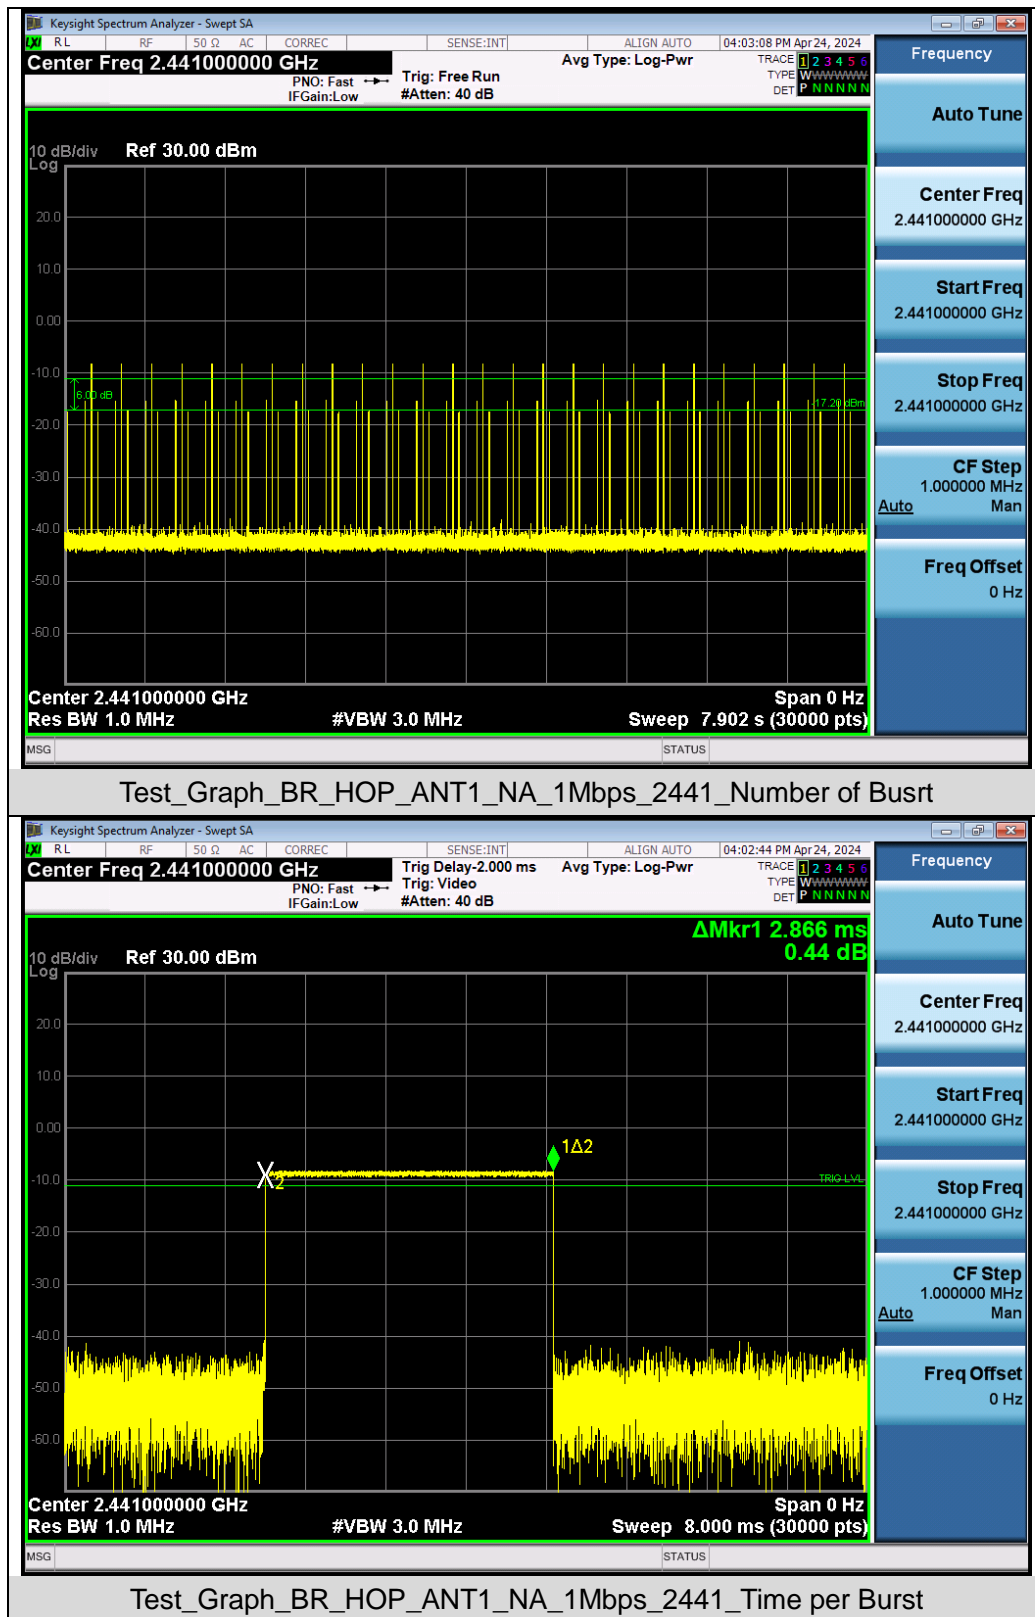 Keysight Spectrum Analyzer - Swept SA
LXI RL RF 50 Ω AC CORREC SENSE:INT ALIGN AUTO 04:03:08 PM Apr 24, 2024
Center Freq 2.441000000 GHz
PNO: Fast
IFGain:Low
Trig: Free Run
#Atten: 40 dB
Avg Type: Log-Pwr
TRACE 1 2 3 4 5 6
TYPE WWWWWW
DET P N N N N N
Frequency
Auto Tune
Center Freq
2.441000000 GHz
Start Freq
2.441000000 GHz
Stop Freq
2.441000000 GHz
CF Step
1.000000 MHz
Auto Man
Freq Offset
0 Hz
10 dB/div Ref 30.00 dBm
Log
20.0
10.0
0.00
-10.0
6.00 dB
-17.20 dBm
-20.0
-30.0
-40.0
-50.0
-60.0
Center 2.441000000 GHz Span 0 Hz
Res BW 1.0 MHz #VBW 3.0 MHz Sweep 7.902 s (30000 pts)
MSG STATUS
Test_Graph_BR_HOP_ANT1_NA_1Mbps_2441_Number of Busrt
Keysight Spectrum Analyzer - Swept SA
LXI RL RF 50 Ω AC CORREC SENSE:INT ALIGN AUTO 04:02:44 PM Apr 24, 2024
Center Freq 2.441000000 GHz
PNO: Fast
IFGain:Low
Trig Delay-2.000 ms
Trig: Video
#Atten: 40 dB
Avg Type: Log-Pwr
TRACE 1 2 3 4 5 6
TYPE WWWWWW
DET P N N N N N
Frequency
Auto Tune
Center Freq
2.441000000 GHz
Start Freq
2.441000000 GHz
Stop Freq
2.441000000 GHz
CF Step
1.000000 MHz
Auto Man
Freq Offset
0 Hz
ΔMkr1 2.866 ms
0.44 dB
10 dB/div Ref 30.00 dBm
Log
20.0
10.0
0.00
1Δ2
-10.0
X2
TRIG LVL
-20.0
-30.0
-40.0
-50.0
-60.0
Center 2.441000000 GHz Span 0 Hz
Res BW 1.0 MHz #VBW 3.0 MHz Sweep 8.000 ms (30000 pts)
MSG STATUS
Test_Graph_BR_HOP_ANT1_NA_1Mbps_2441_Time per Burst